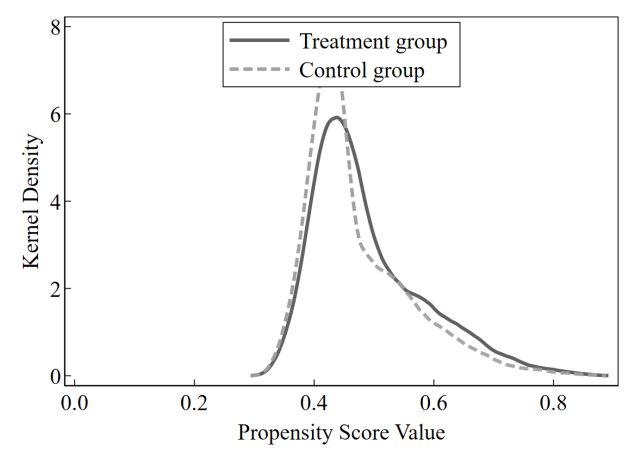 Treatment group
Control group
8
6
4
2
0
Kernel Density
0.0 0.2 0.4 0.6 0.8
Propensity Score Value